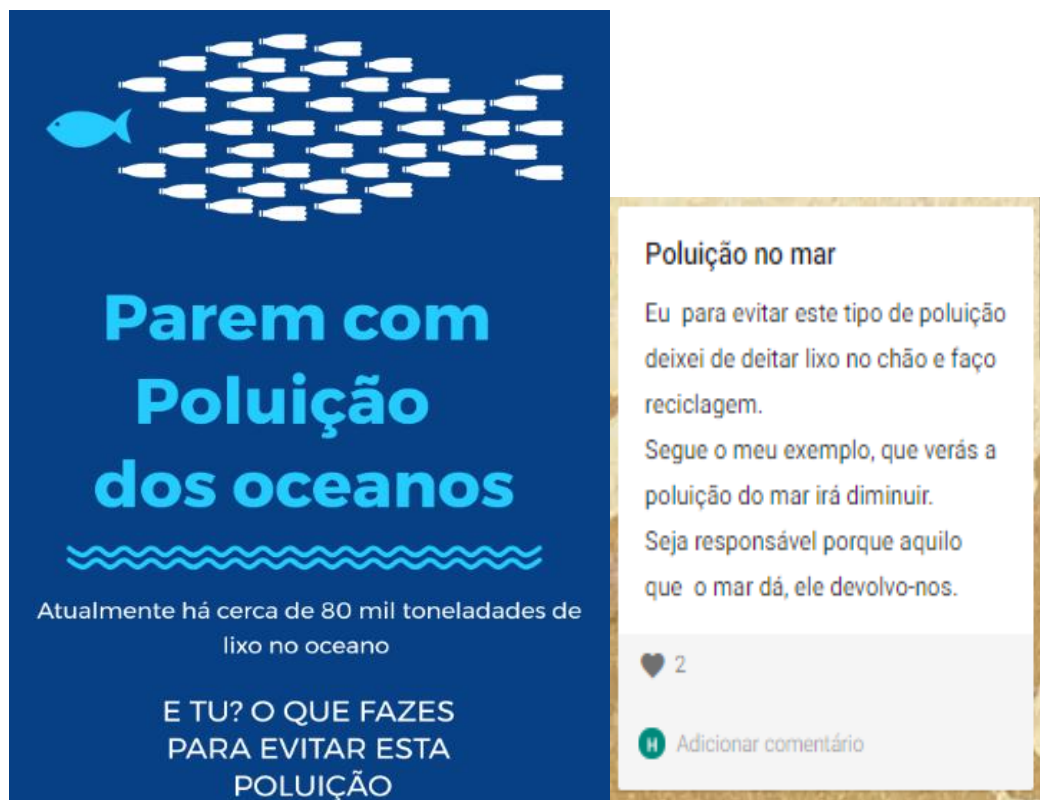 Parem com
Poluição
dos oceanos
Atualmente há cerca de 80 mil toneladades de
lixo no oceano
E TU? O QUE FAZES
PARA EVITAR ESTA
POLUIÇÃO
Poluição no mar
Eu para evitar este tipo de poluição
deixei de deitar lixo no chão e faço
reciclagem.
Segue o meu exemplo, que verás a
poluição do mar irá diminuir.
Seja responsável porque aquilo
que o mar dá, ele devolvo-nos.
2
H Adicionar comentário